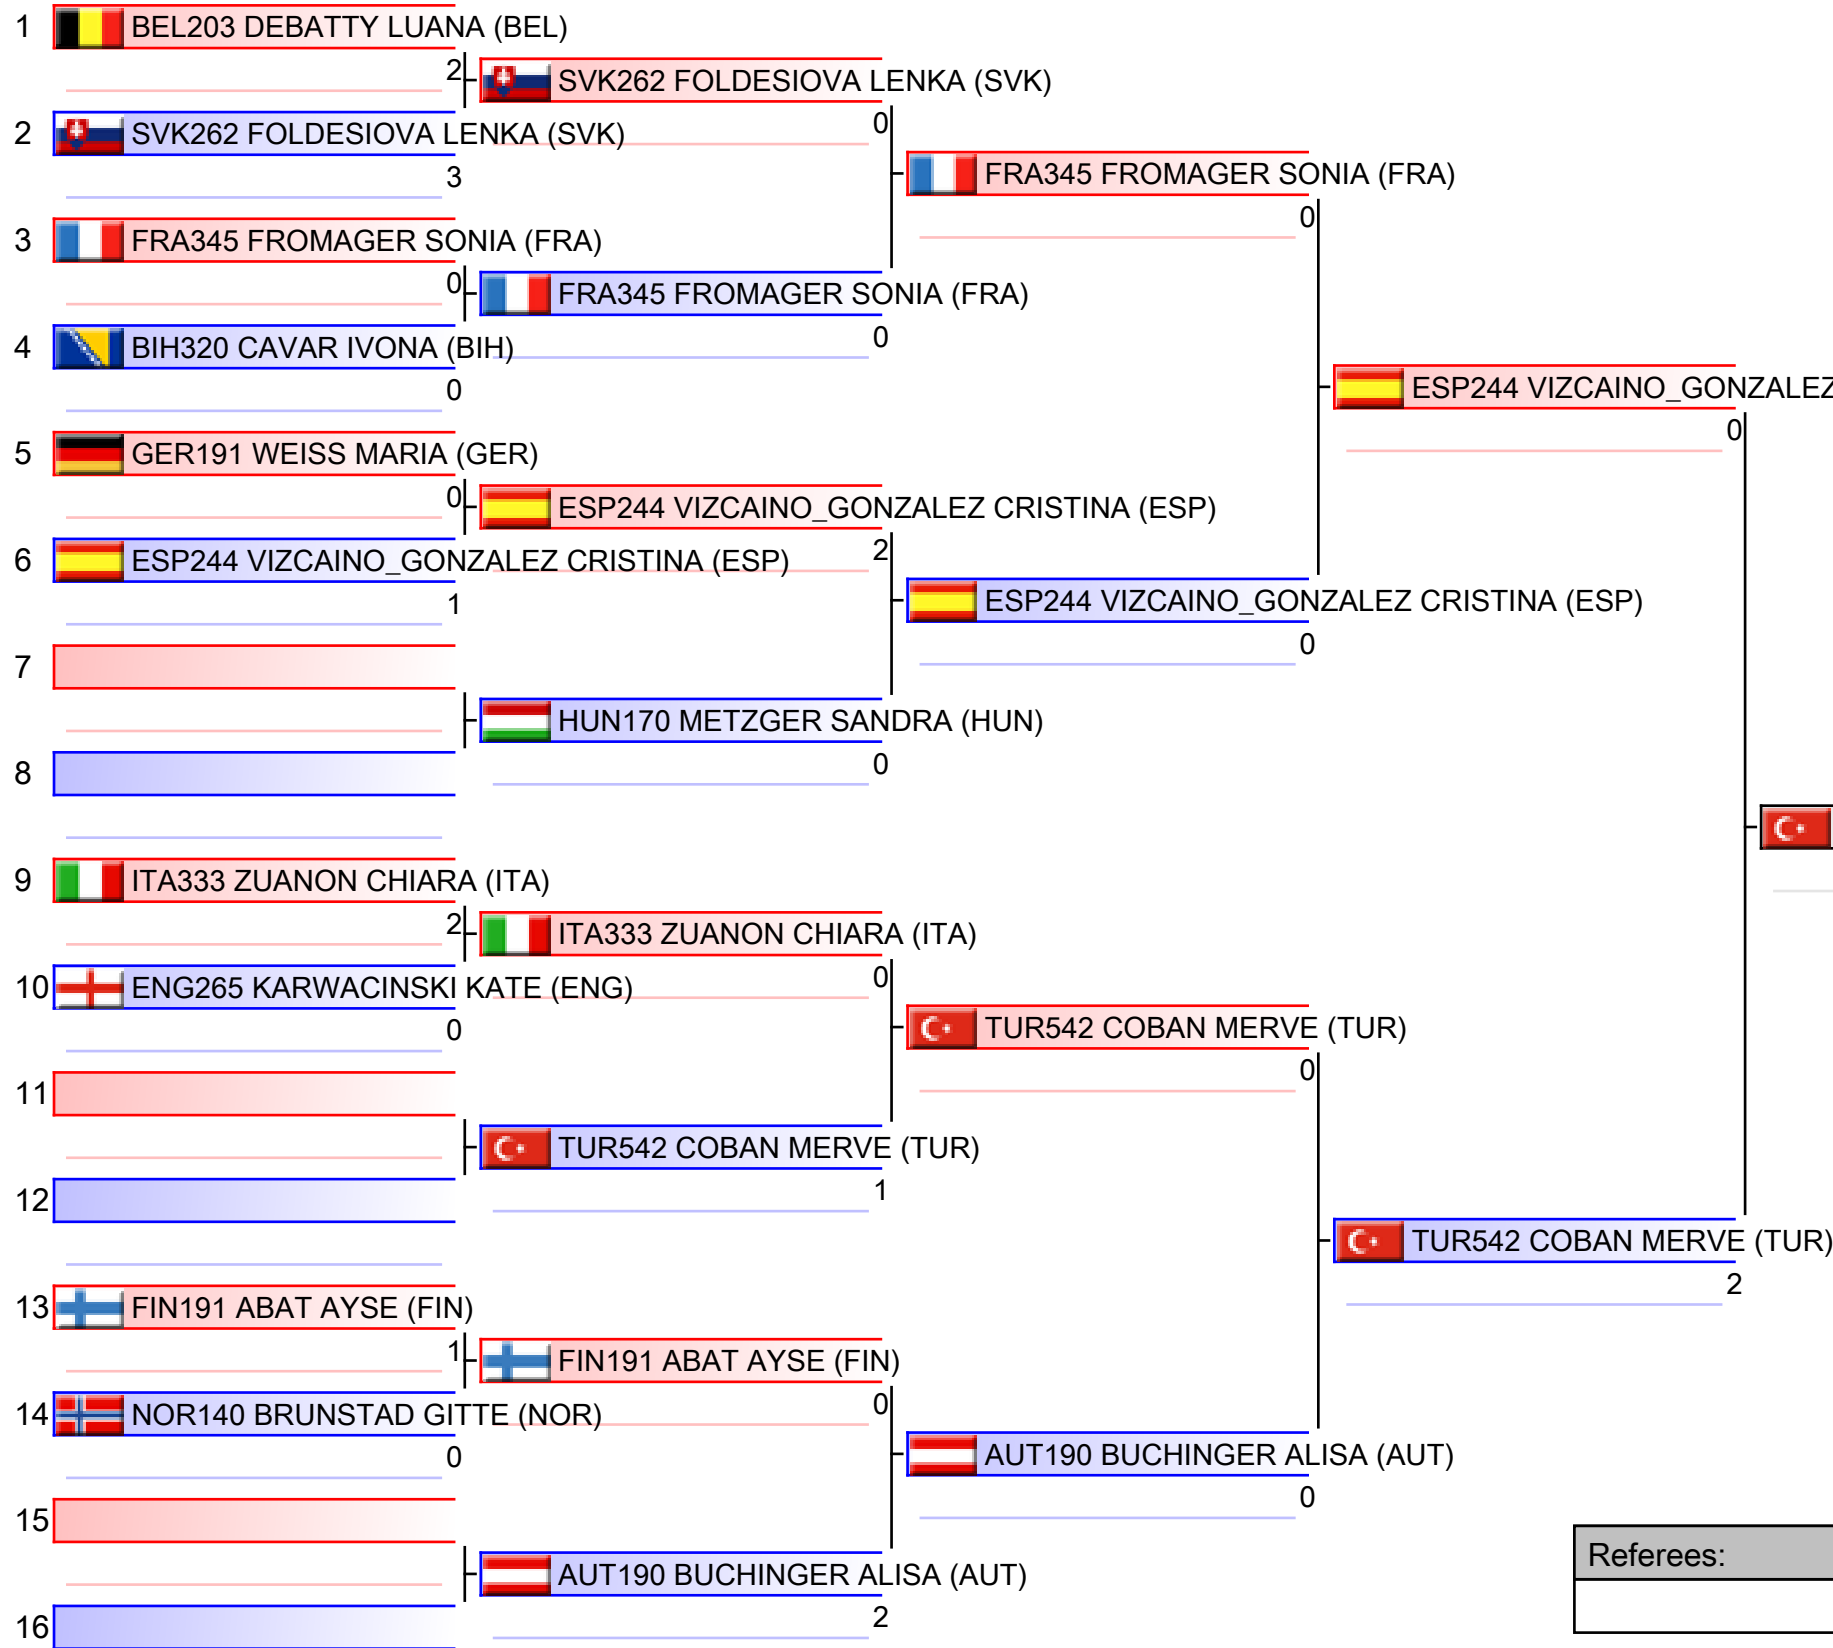 1 BEL203 DEBATTY LUANA (BEL)
2
2 SVK262 FOLDESIOVA LENKA (SVK)
3
3 FRA345 FROMAGER SONIA (FRA)
0
4 BIH320 CAVAR IVONA (BIH)
0
5 GER191 WEISS MARIA (GER)
0
6 ESP244 VIZCAINO_GONZALEZ CRISTINA (ESP)
1
7
8
9 ITA333 ZUANON CHIARA (ITA)
2
10 ENG265 KARWACINSKI KATE (ENG)
0
11
12
13 FIN191 ABAT AYSE (FIN)
1
14 NOR140 BRUNSTAD GITTE (NOR)
0
15
16
SVK262 FOLDESIOVA LENKA (SVK)
0
FRA345 FROMAGER SONIA (FRA)
0
ESP244 VIZCAINO_GONZALEZ CRISTINA (ESP)
2
HUN170 METZGER SANDRA (HUN)
0
ITA333 ZUANON CHIARA (ITA)
0
TUR542 COBAN MERVE (TUR)
1
FIN191 ABAT AYSE (FIN)
0
AUT190 BUCHINGER ALISA (AUT)
2
FRA345 FROMAGER SONIA (FRA)
0
ESP244 VIZCAINO_GONZALEZ CRISTINA (ESP)
0
TUR542 COBAN MERVE (TUR)
0
AUT190 BUCHINGER ALISA (AUT)
0
ESP244 VIZCAINO_GONZALEZ
0
TUR542 COBAN MERVE (TUR)
2
Referees: